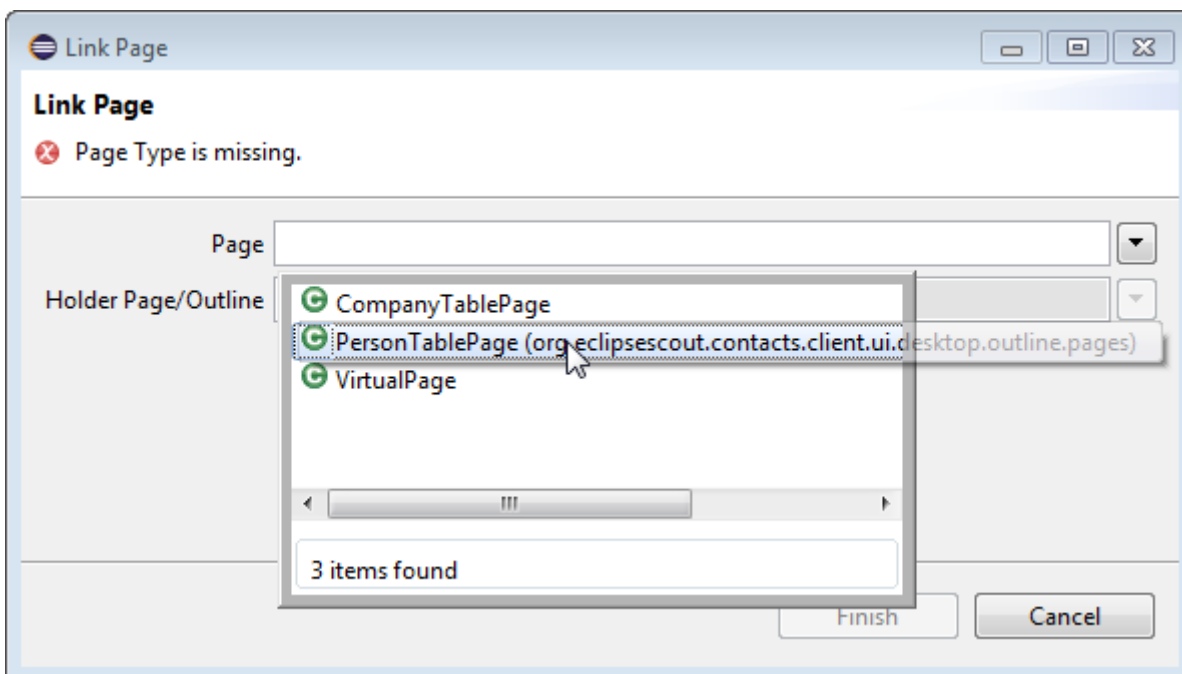 Link Page
Link Page
Page Type is missing.
Page
Holder Page/Outline
CompanyTablePage
PersonTablePage (org.eclipsescout.contacts.client.ui.desktop.outline.pages)
VirtualPage
3 items found
Finish
Cancel